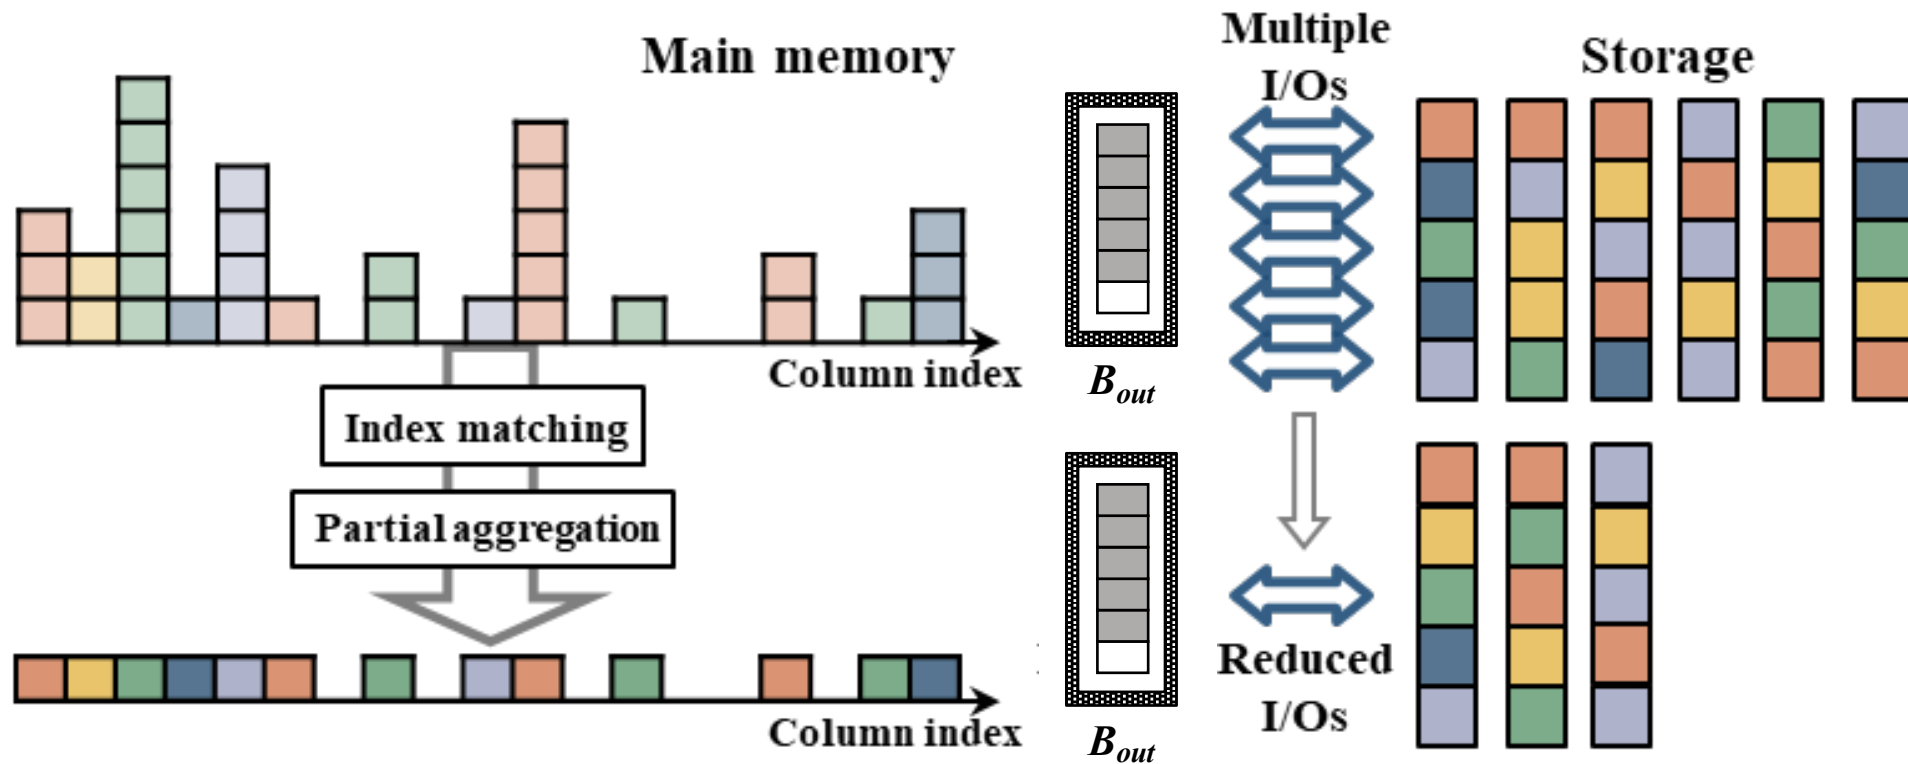 Main memory
Multiple
I/Os
Storage
Column index
B_out
Index matching
Partial aggregation
Reduced
I/Os
Column index
B_out